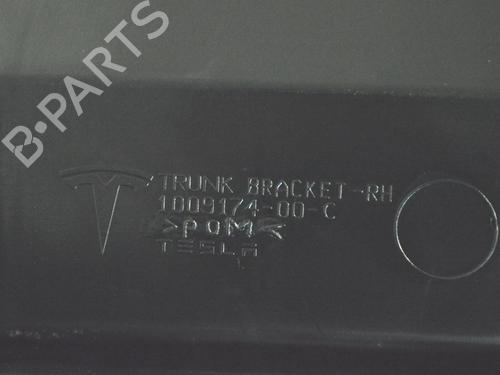 B·PARTS
TRUNK BRACKET-RH
1009174-00-C
>POM<
TESLA